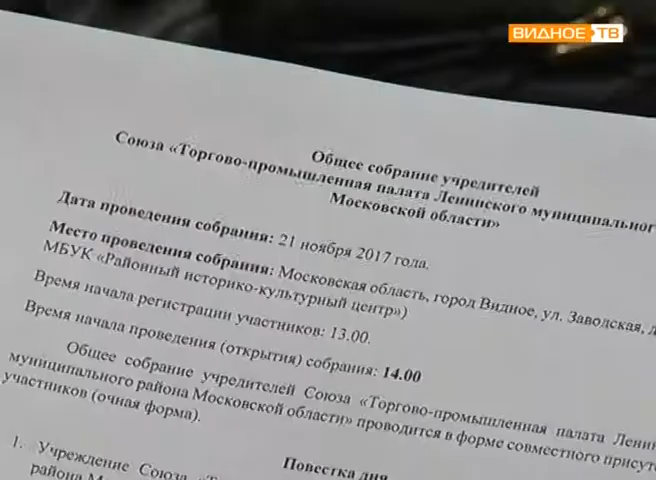 ВИДНОЕ ТВ
Общее собрание учредителей
Союза «Торгово-промышленная палата Ленинского
Московской области»
Дата проведения собрания: 21 ноября 2017 года.
Место проведения собрания: Московская область, город Видное, ул. Заводская,
МБУК «Районный историко-культурный центр»)
Время начала регистрации участников: 13.00.
Время начала проведения (открытия) собрания: 14.00
Общее собрание учредителей Союза «Торгово-промышленная палата
муниципального района Московской области» проводится в форме совместного
участников (очная форма).
Повестка дня
1. Учреждение Союза
района